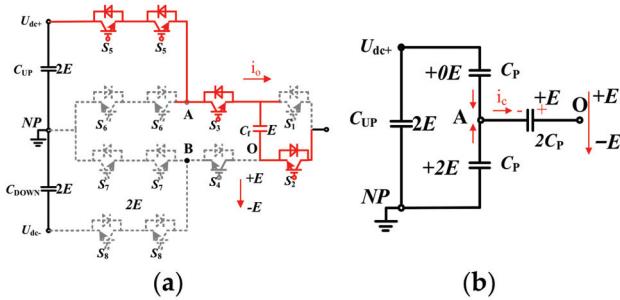 U_dc+
S_5 S_5
C_UP 2E
i_o
S_6 S_6 A S_3 S_1
NP
C_f E
B O
S_7 S_7 S_4 S_2
C_DOWN 2E
+E
-E
2E
U_dc-
S_8 S_8
(a)
U_dc+
+0E C_P
i_c - +E + O +E
C_UP 2E A
2C_P -E
+2E C_P
NP
(b)